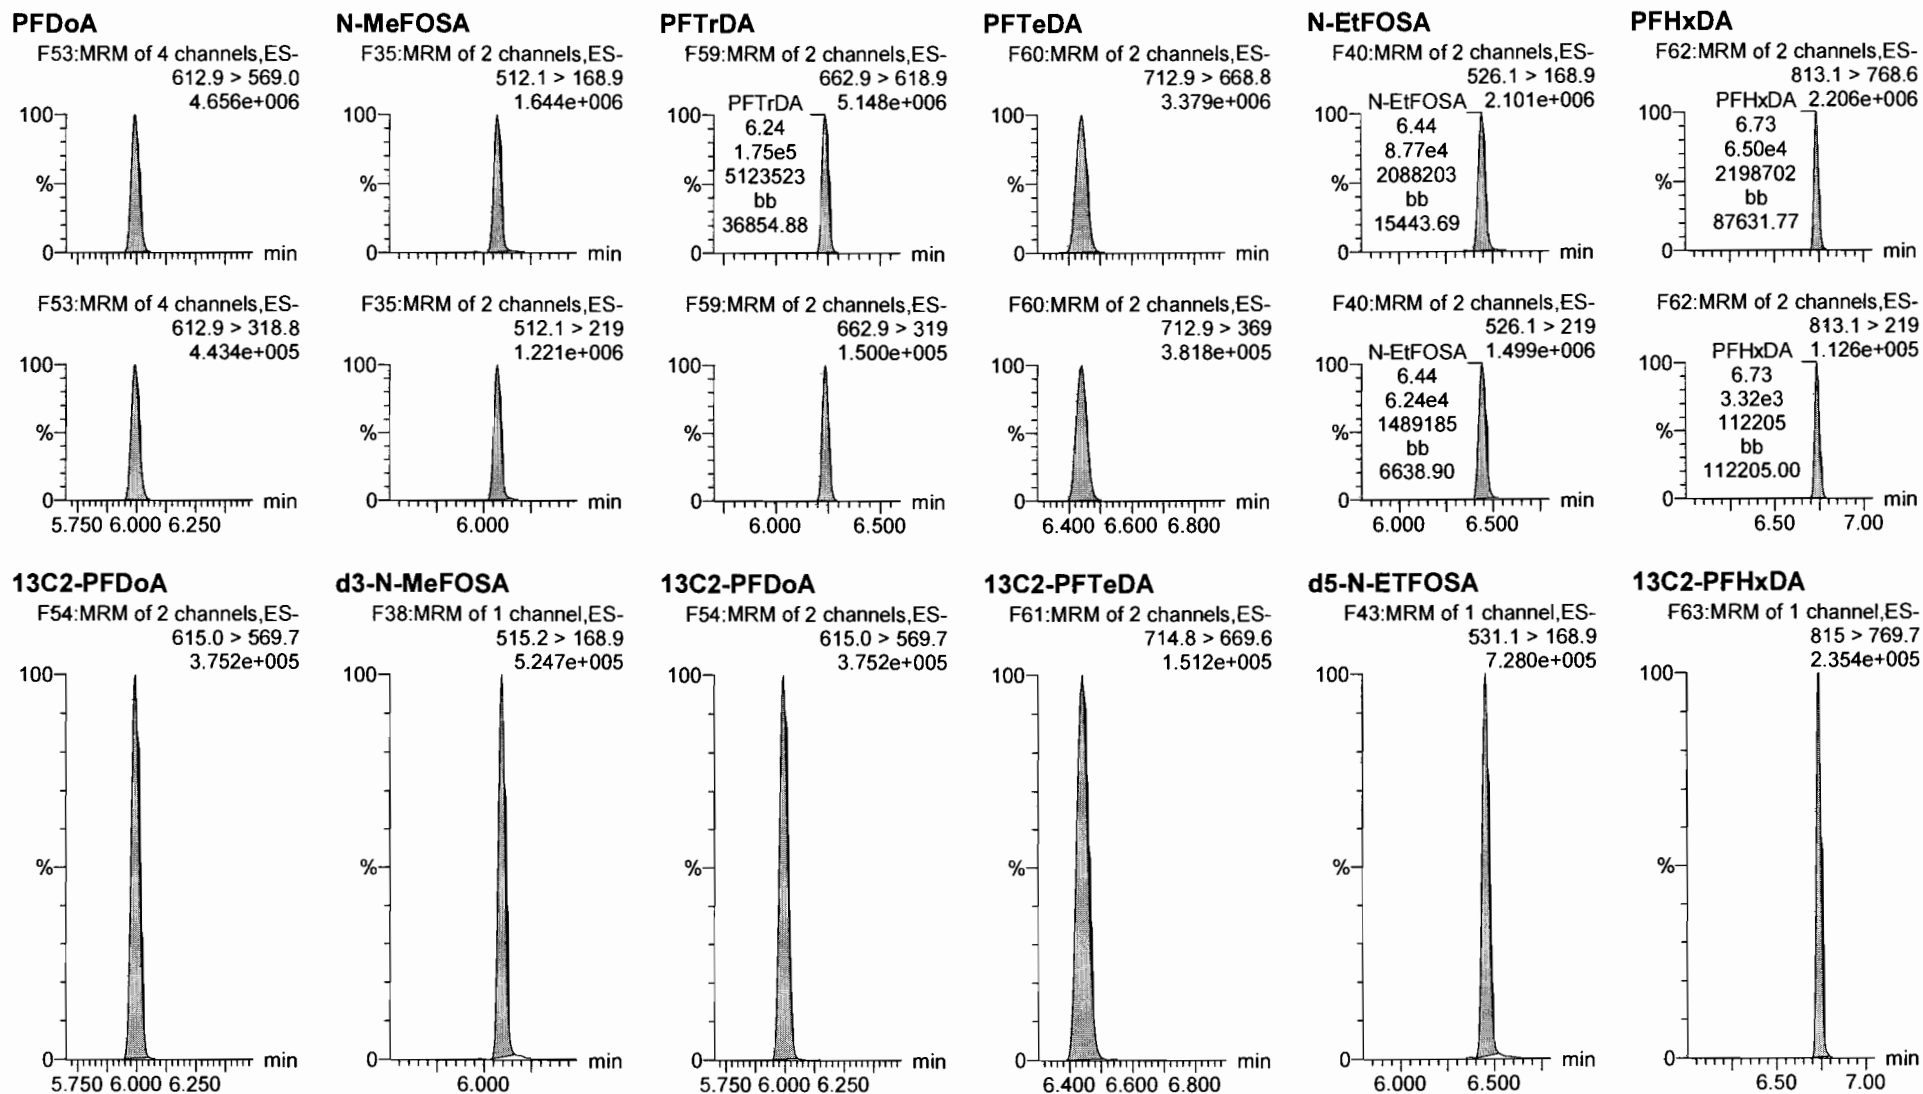 PFDoA
F53:MRM of 4 channels,ES-
612.9 > 569.0
4.656e+006
100
%
0
min
F53:MRM of 4 channels,ES-
612.9 > 318.8
4.434e+005
100
%
0
min
5.750 6.000 6.250
N-MeFOSA
F35:MRM of 2 channels,ES-
512.1 > 168.9
1.644e+006
100
%
0
min
F35:MRM of 2 channels,ES-
512.1 > 219
1.221e+006
100
%
0
min
6.000
PFTrDA
F59:MRM of 2 channels,ES-
662.9 > 618.9
PFTrDA 5.148e+006
100
6.24
1.75e5
5123523
%
bb
36854.88
0
min
F59:MRM of 2 channels,ES-
662.9 > 319
1.500e+005
100
%
0
min
6.000 6.500
PFTeDA
F60:MRM of 2 channels,ES-
712.9 > 668.8
3.379e+006
100
%
0
min
F60:MRM of 2 channels,ES-
712.9 > 369
3.818e+005
100
%
0
min
6.400 6.600 6.800
N-EtFOSA
F40:MRM of 2 channels,ES-
526.1 > 168.9
N-EtFOSA 2.101e+006
100
6.44
8.77e4
2088203
%
bb
15443.69
0
min
F40:MRM of 2 channels,ES-
526.1 > 219
N-EtFOSA 1.499e+006
100
6.44
6.24e4
1489185
%
bb
6638.90
0
min
6.000 6.500
PFHxDA
F62:MRM of 2 channels,ES-
813.1 > 768.6
PFHxDA 2.206e+006
100
6.73
6.50e4
2198702
%
bb
87631.77
0
min
F62:MRM of 2 channels,ES-
813.1 > 219
PFHxDA 1.126e+005
100
6.73
3.32e3
112205
%
bb
112205.00
0
min
6.50 7.00
13C2-PFDoA
F54:MRM of 2 channels,ES-
615.0 > 569.7
3.752e+005
100
%
0
min
5.750 6.000 6.250
d3-N-MeFOSA
F38:MRM of 1 channel,ES-
515.2 > 168.9
5.247e+005
100
%
0
min
6.000
13C2-PFDoA
F54:MRM of 2 channels,ES-
615.0 > 569.7
3.752e+005
100
%
0
min
5.750 6.000 6.250
13C2-PFTeDA
F61:MRM of 2 channels,ES-
714.8 > 669.6
1.512e+005
100
%
0
min
6.400 6.600 6.800
d5-N-ETFOSA
F43:MRM of 1 channel,ES-
531.1 > 168.9
7.280e+005
100
%
0
min
6.000 6.500
13C2-PFHxDA
F63:MRM of 1 channel,ES-
815 > 769.7
2.354e+005
100
%
0
min
6.50 7.00